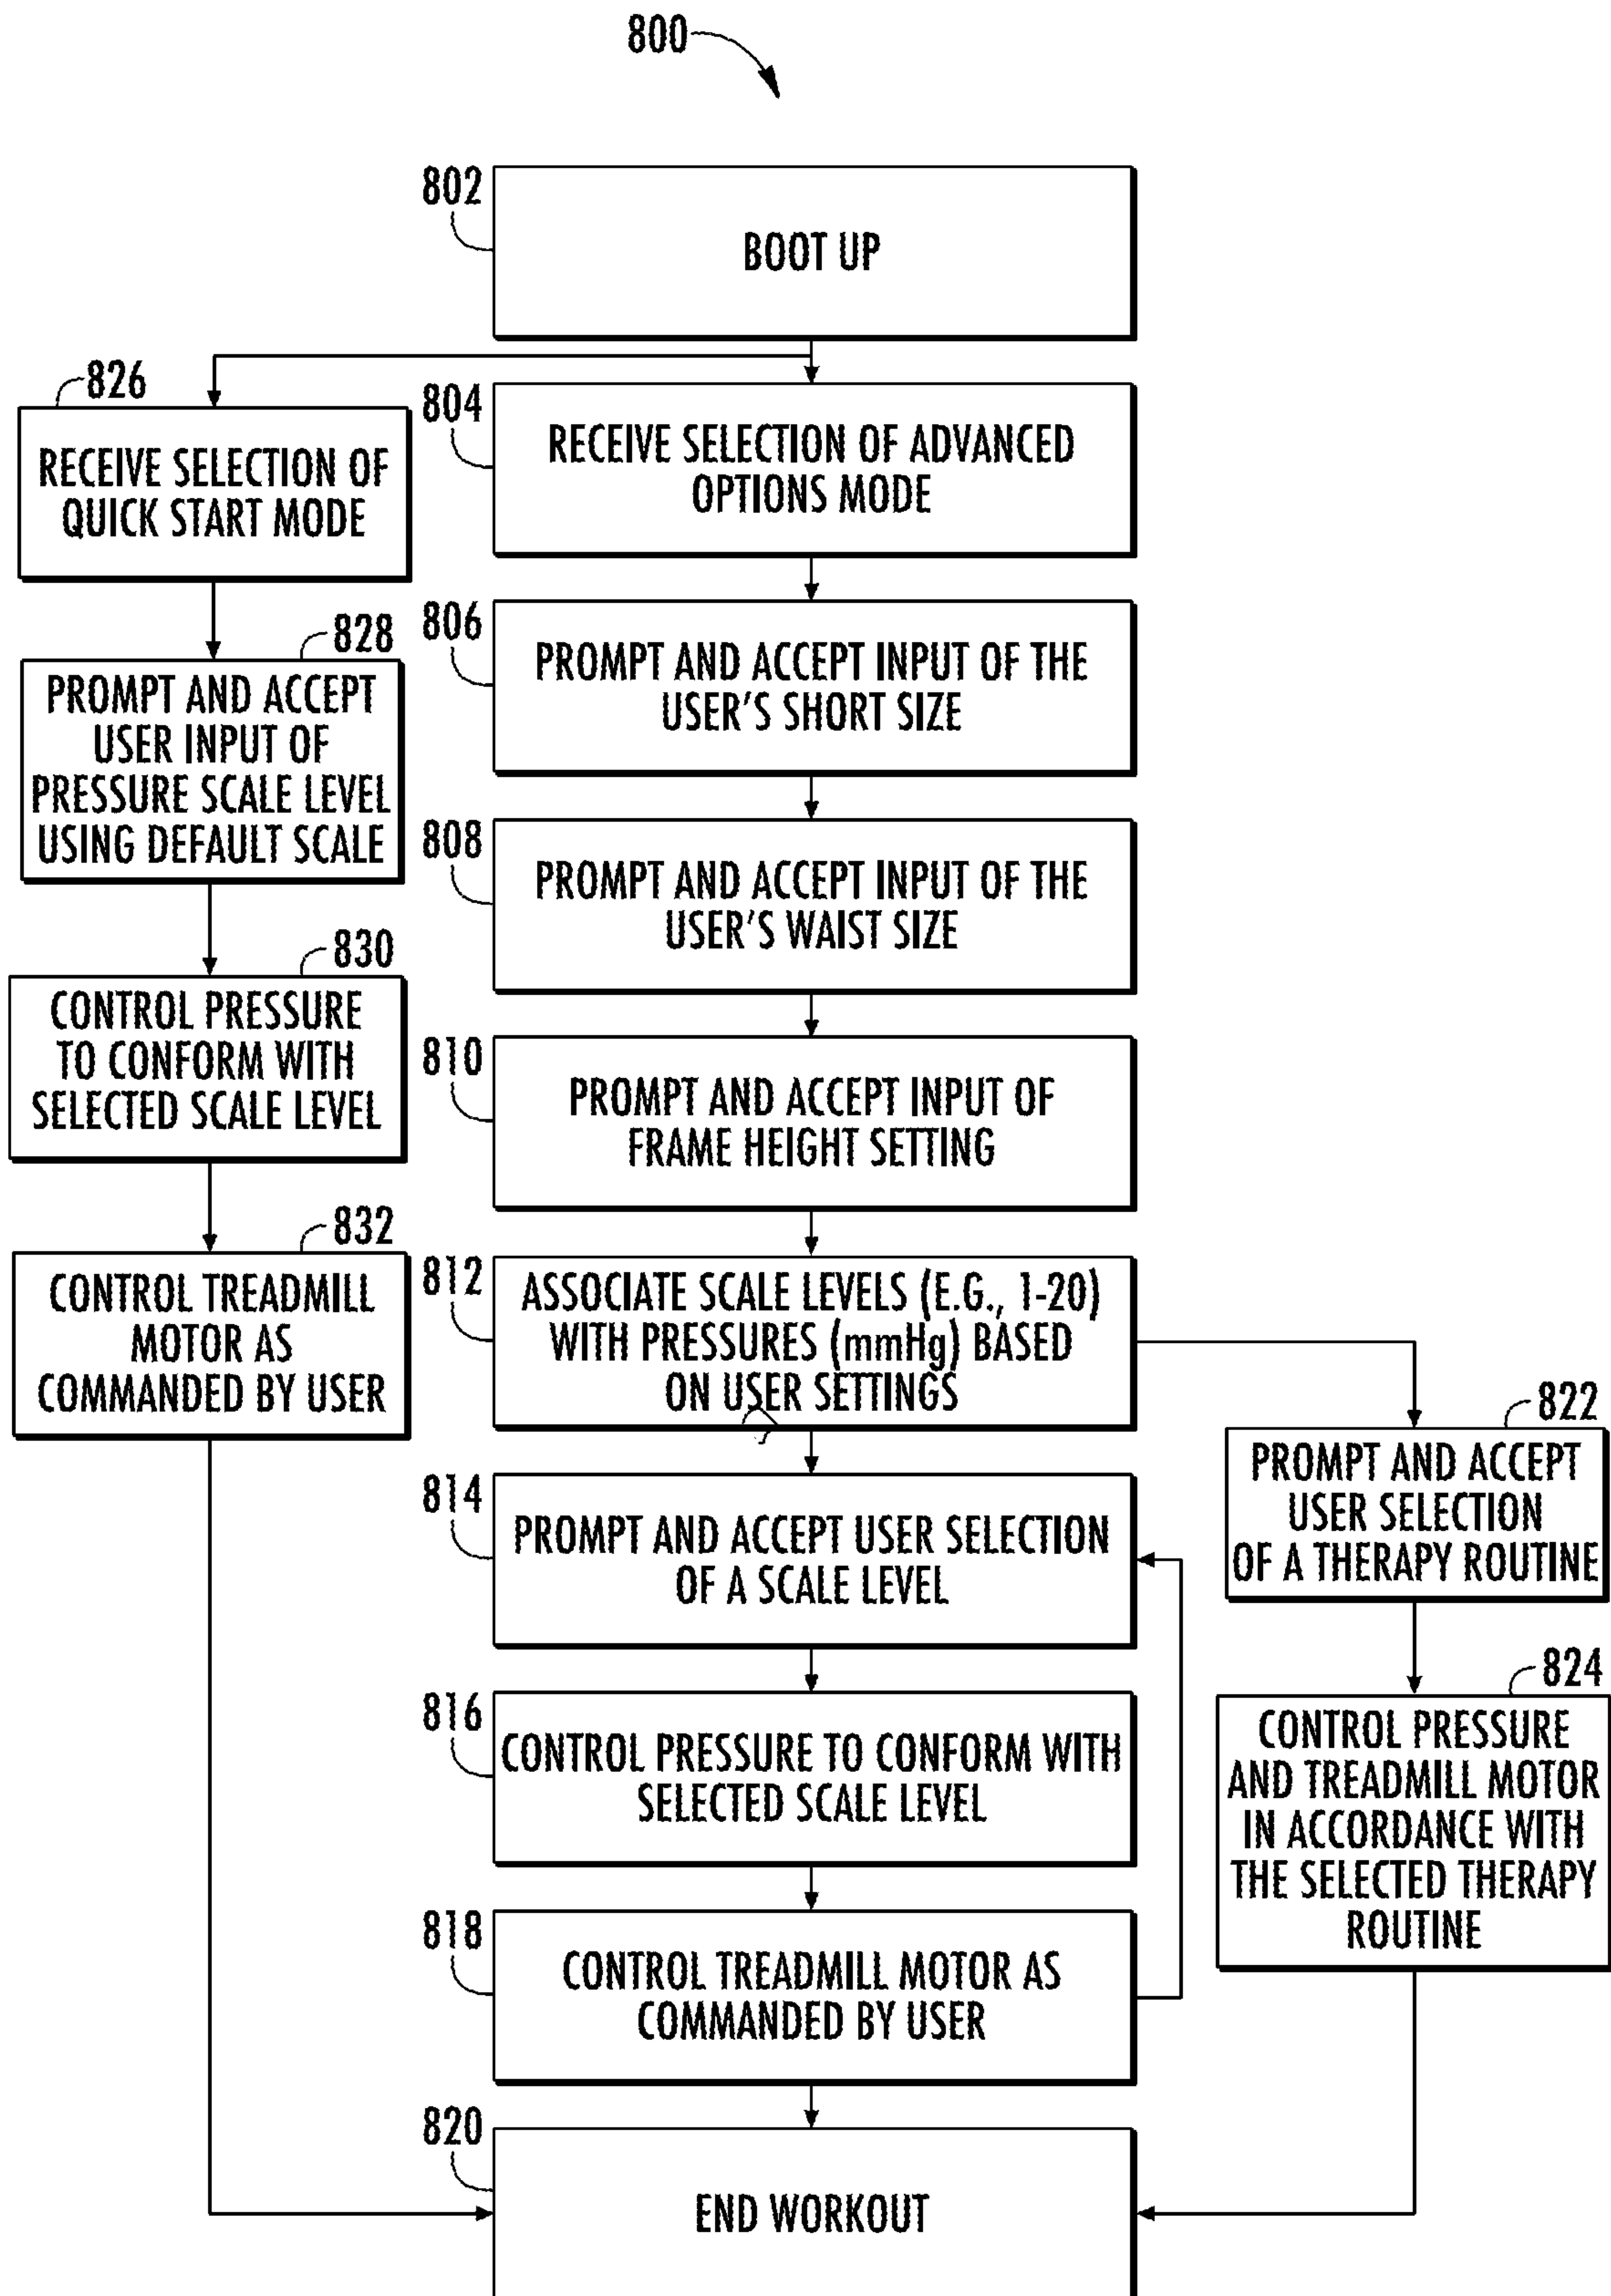 800
802
BOOT UP
826
RECEIVE SELECTION OF
QUICK START MODE
804
RECEIVE SELECTION OF ADVANCED
OPTIONS MODE
828
PROMPT AND ACCEPT
USER INPUT OF
PRESSURE SCALE LEVEL
USING DEFAULT SCALE
806
PROMPT AND ACCEPT INPUT OF THE
USER'S SHORT SIZE
808
PROMPT AND ACCEPT INPUT OF THE
USER'S WAIST SIZE
830
CONTROL PRESSURE
TO CONFORM WITH
SELECTED SCALE LEVEL
810
PROMPT AND ACCEPT INPUT OF
FRAME HEIGHT SETTING
832
CONTROL TREADMILL
MOTOR AS
COMMANDED BY USER
812
ASSOCIATE SCALE LEVELS (E.G., 1-20)
WITH PRESSURES (mmHg) BASED
ON USER SETTINGS
822
PROMPT AND ACCEPT
USER SELECTION
OF A THERAPY ROUTINE
814
PROMPT AND ACCEPT USER SELECTION
OF A SCALE LEVEL
816
CONTROL PRESSURE TO CONFORM WITH
SELECTED SCALE LEVEL
824
CONTROL PRESSURE
AND TREADMILL MOTOR
IN ACCORDANCE WITH
THE SELECTED THERAPY
ROUTINE
818
CONTROL TREADMILL MOTOR AS
COMMANDED BY USER
820
END WORKOUT